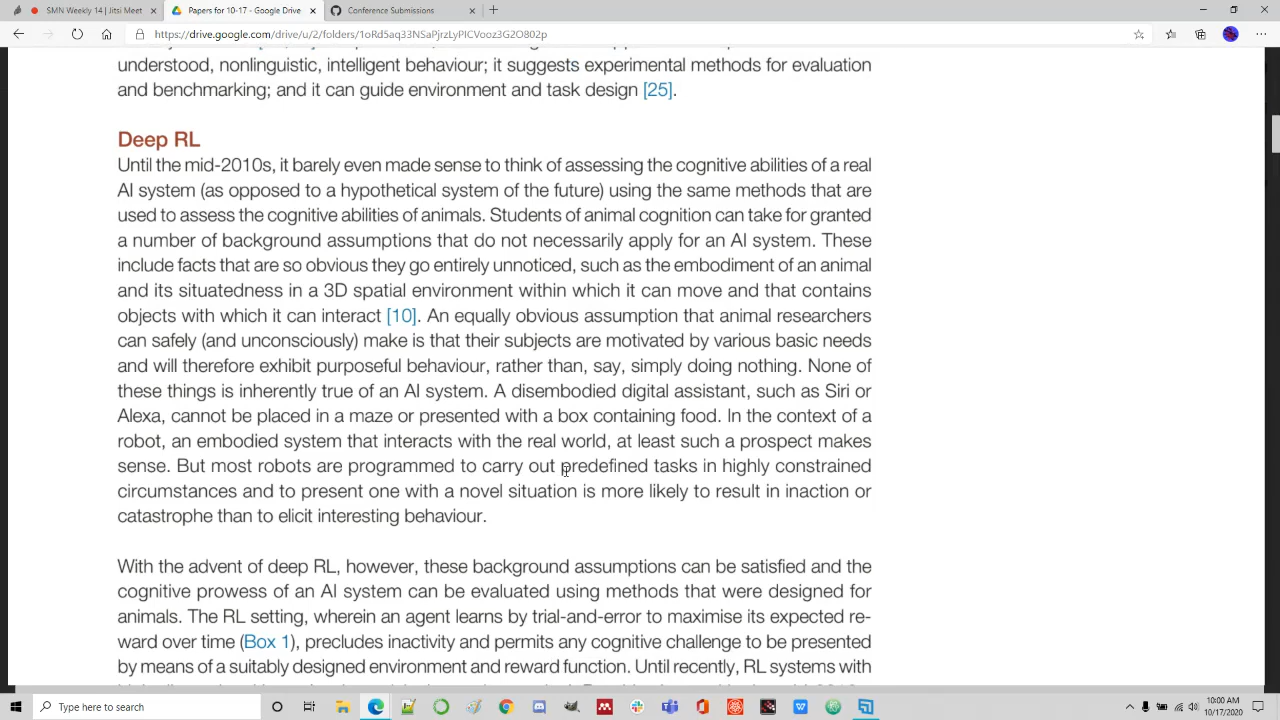 SMN Weekly 14 | Jitsi Meet
Papers for 10-17 - Google Drive
Conference Submissions
https://drive.google.com/drive/u/2/folders/1oRd5aq33NSaPjrzLyPICVooz3G2O802p
understood, nonlinguistic, intelligent behaviour; it suggests experimental methods for evaluation
and benchmarking; and it can guide environment and task design [25].
Deep RL
Until the mid-2010s, it barely even made sense to think of assessing the cognitive abilities of a real
AI system (as opposed to a hypothetical system of the future) using the same methods that are
used to assess the cognitive abilities of animals. Students of animal cognition can take for granted
a number of background assumptions that do not necessarily apply for an AI system. These
include facts that are so obvious they go entirely unnoticed, such as the embodiment of an animal
and its situatedness in a 3D spatial environment within which it can move and that contains
objects with which it can interact [10]. An equally obvious assumption that animal researchers
can safely (and unconsciously) make is that their subjects are motivated by various basic needs
and will therefore exhibit purposeful behaviour, rather than, say, simply doing nothing. None of
these things is inherently true of an AI system. A disembodied digital assistant, such as Siri or
Alexa, cannot be placed in a maze or presented with a box containing food. In the context of a
robot, an embodied system that interacts with the real world, at least such a prospect makes
sense. But most robots are programmed to carry out predefined tasks in highly constrained
circumstances and to present one with a novel situation is more likely to result in inaction or
catastrophe than to elicit interesting behaviour.
With the advent of deep RL, however, these background assumptions can be satisfied and the
cognitive prowess of an AI system can be evaluated using methods that were designed for
animals. The RL setting, wherein an agent learns by trial-and-error to maximise its expected re-
ward over time (Box 1), precludes inactivity and permits any cognitive challenge to be presented
by means of a suitably designed environment and reward function. Until recently, RL systems with
Type here to search
10:00 AM
10/17/2020